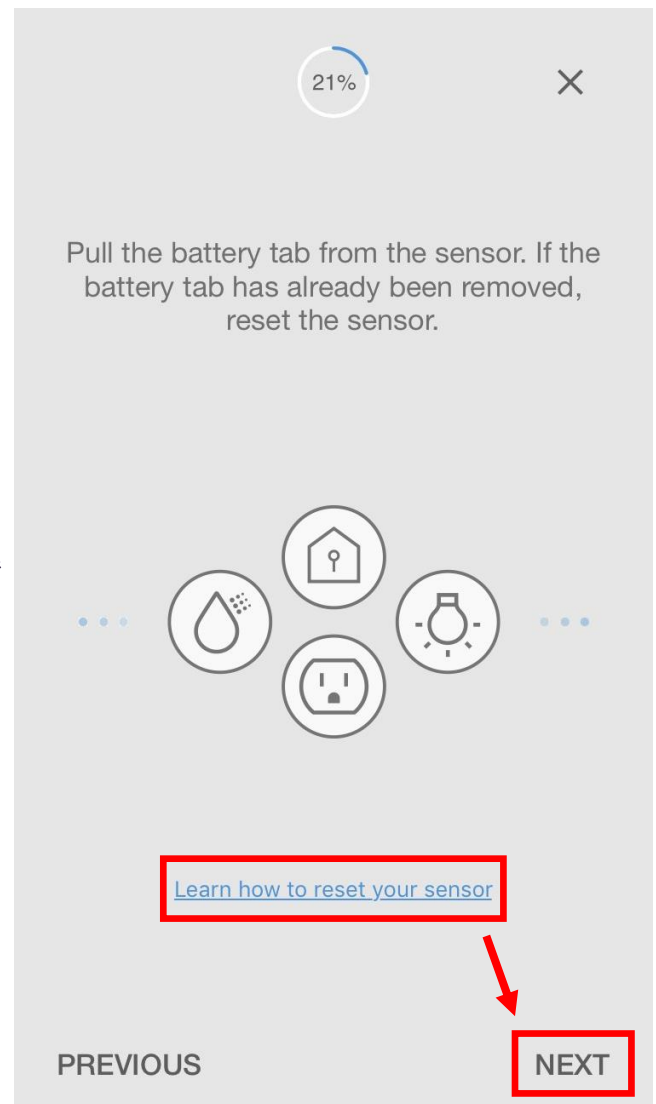 21%
Pull the battery tab from the sensor. If the
battery tab has already been removed,
reset the sensor.
Learn how to reset your sensor
PREVIOUS
NEXT